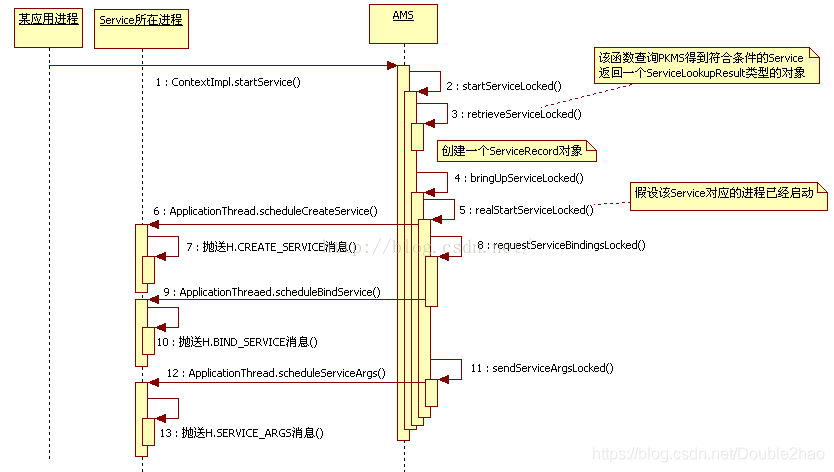 某应用进程
Service所在进程
AMS
该函数查询PKMS得到符合条件的Service
返回一个ServiceLookupResult类型的对象
1 : ContextImpl.startService()
2 : startServiceLocked()
3 : retrieveServiceLocked()
创建一个ServiceRecord对象
4 : bringUpServiceLocked()
假设该Service对应的进程已经启动
5 : realStartServiceLocked()
6 : ApplicationThread.scheduleCreateService()
7 : 抛送H.CREATE_SERVICE消息()
http://blog.csdn.net
8 : requestServiceBindingsLocked()
9 : ApplicationThreaed.scheduleBindService()
10 : 抛送H.BIND_SERVICE消息()
11 : sendServiceArgsLocked()
12 : ApplicationThread.scheduleServiceArgs()
13 : 抛送H.SERVICE_ARGS消息()
https://blog.csdn.net/Double2hao